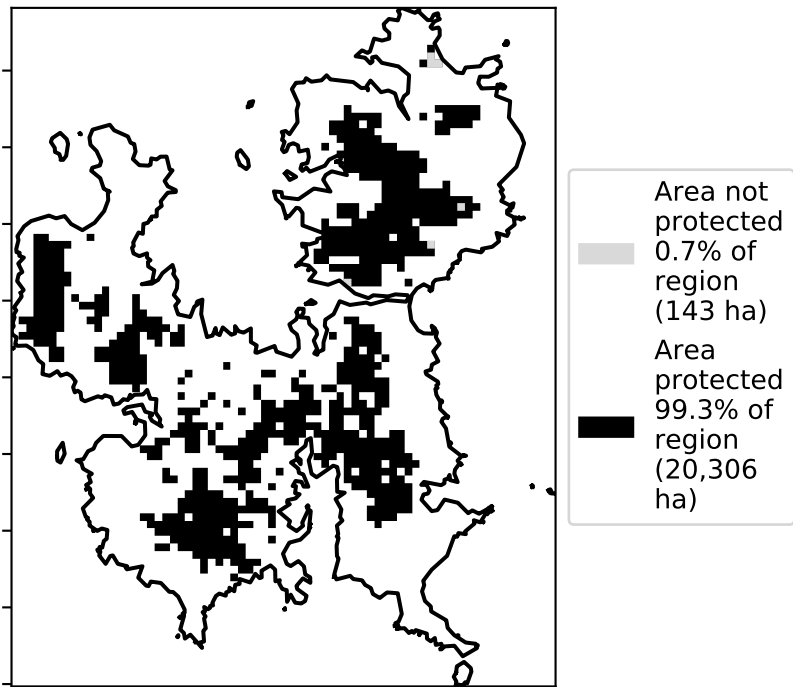 Area not
protected
0.7% of
region
(143 ha)
Area
protected
99.3% of
region
(20,306
ha)